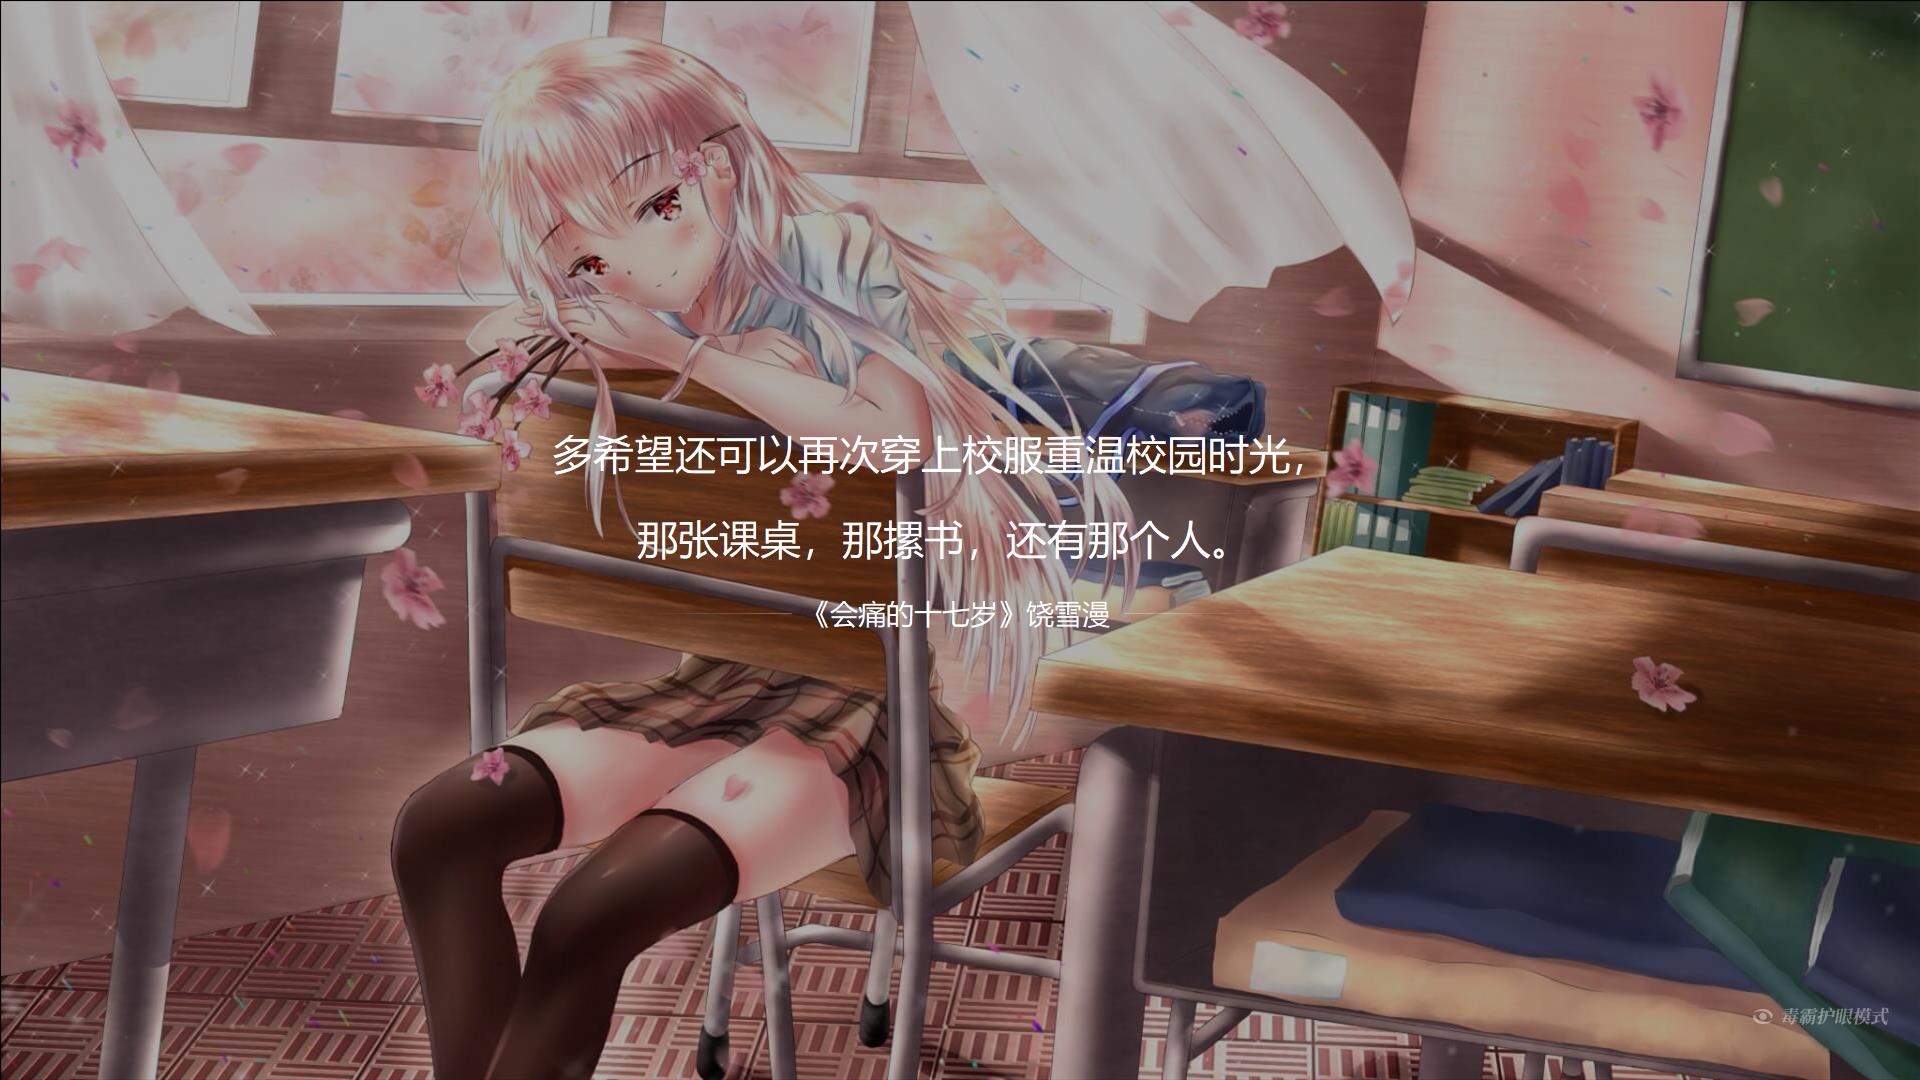 多希望还可以再次穿上校服重温校园时光，
那张课桌，那摞书，还有那个人。
《会痛的十七岁》饶雪漫
毒霸护眼模式